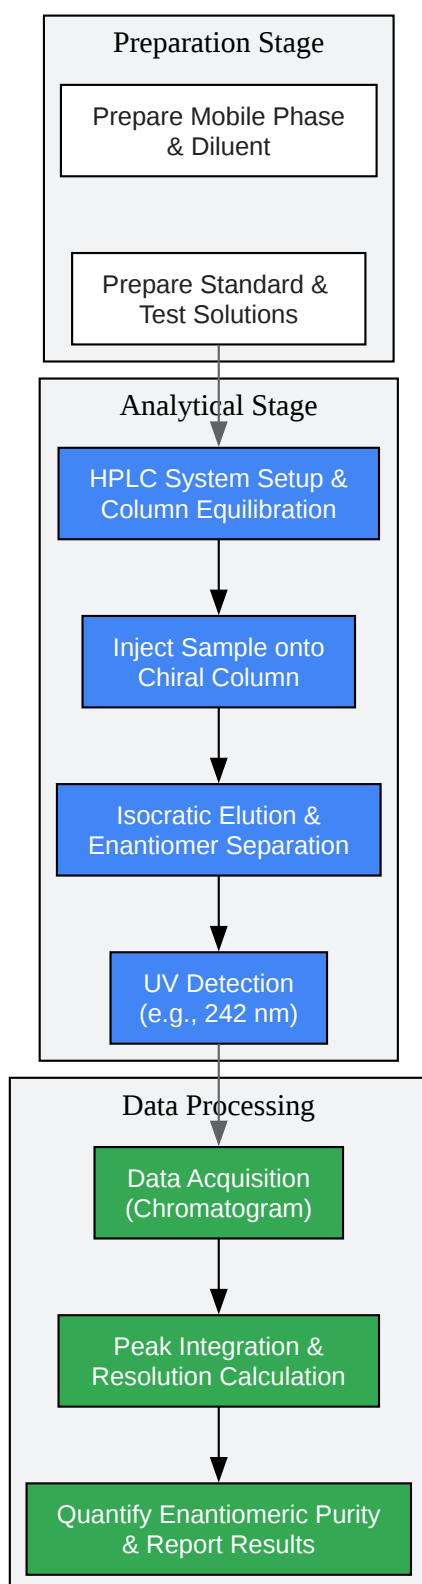 Preparation Stage
Prepare Mobile Phase
& Diluent
Prepare Standard &
Test Solutions
Analytical Stage
HPLC System Setup &
Column Equilibration
Inject Sample onto
Chiral Column
Isocratic Elution &
Enantiomer Separation
UV Detection
(e.g., 242 nm)
Data Processing
Data Acquisition
(Chromatogram)
Peak Integration &
Resolution Calculation
Quantify Enantiomeric Purity
& Report Results